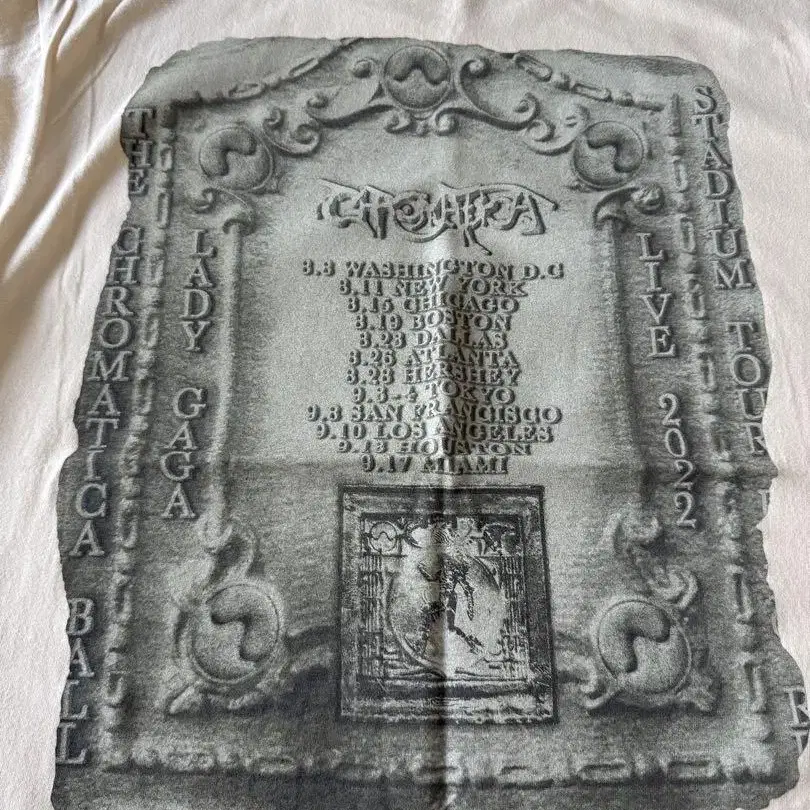 THE CHROMATICA BALL
LADY GAGA
CHROMATICA
8.8 WASHINGTON D.C
8.11 NEW YORK
8.15 CHICAGO
8.19 BOSTON
8.23 DALLAS
8.26 ATLANTA
8.28 HERSHEY
9.3-4 TOKYO
9.8 SAN FRANCISCO
9.10 LOS ANGELES
9.13 HOUSTON
9.17 MIAMI
LIVE 2022
STADIUM TOUR